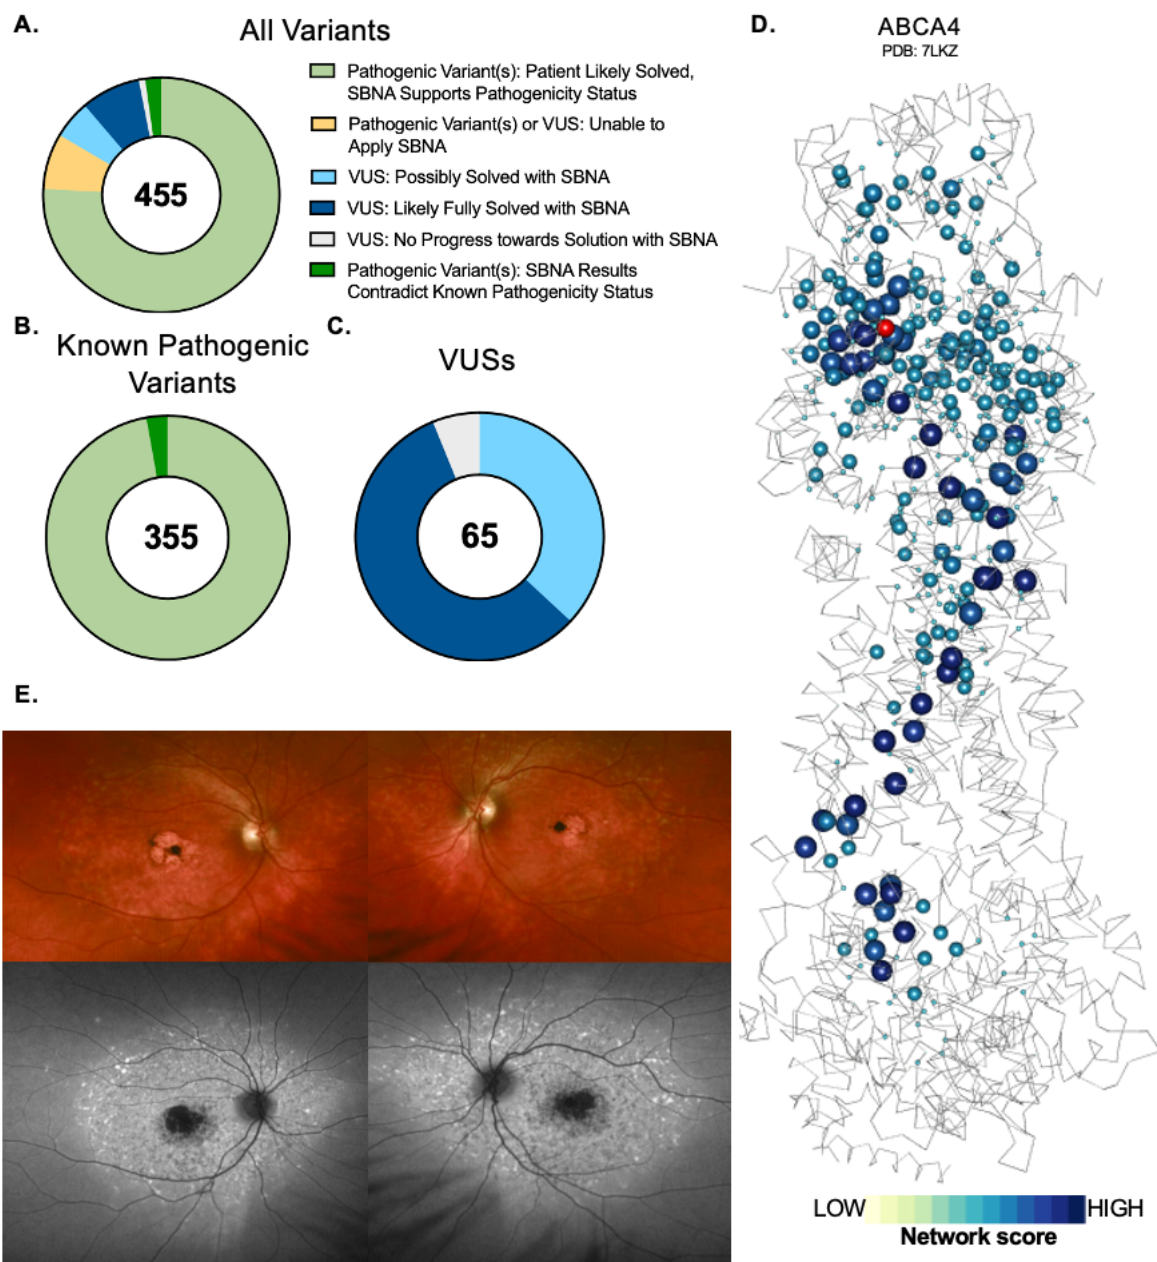 A.
All Variants
455
Pathogenic Variant(s): Patient Likely Solved,
SBNA Supports Pathogenicity Status
Pathogenic Variant(s) or VUS: Unable to
Apply SBNA
VUS: Possibly Solved with SBNA
VUS: Likely Fully Solved with SBNA
VUS: No Progress towards Solution with SBNA
Pathogenic Variant(s): SBNA Results
Contradict Known Pathogenicity Status
B.
Known Pathogenic
Variants
355
C.
VUSs
65
D.
ABCA4
PDB: 7LKZ
LOW
HIGH
Network score
E.